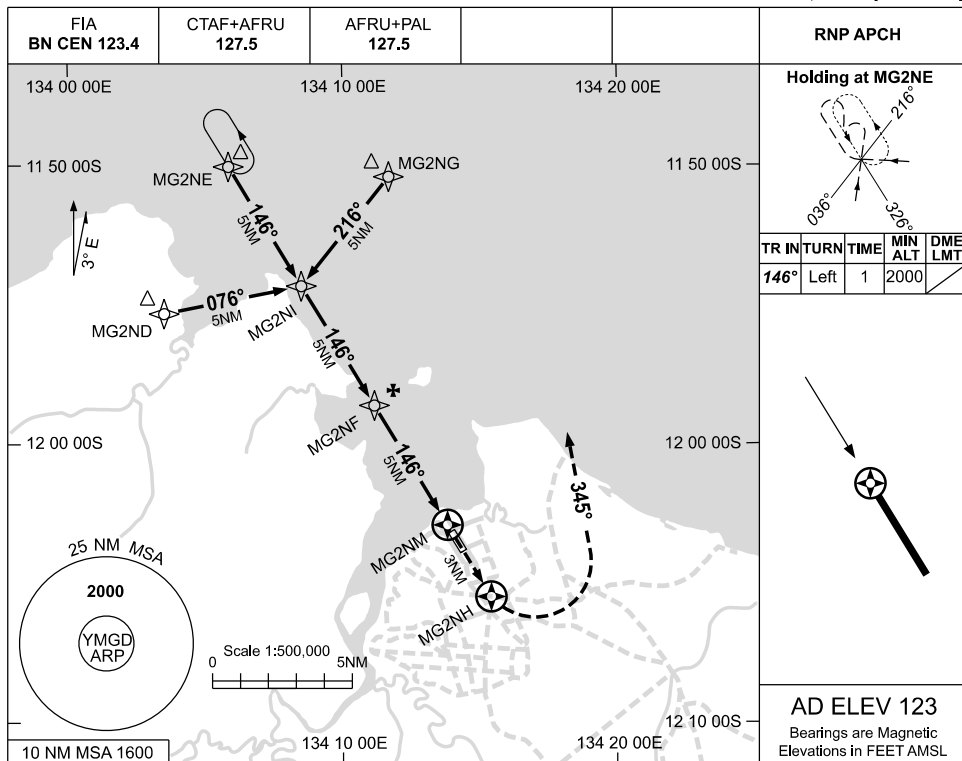 FIA
BN CEN 123.4
CTAF+AFRU
127.5
AFRU+PAL
127.5
RNP APCH
134 00 00E
134 10 00E
134 20 00E
Holding at MG2NE
216°
036°
326°
TR IN
TURN
TIME
MIN
ALT
DME
LMT
146°
Left
1
2000
11 50 00S
11 50 00S
MG2NE
MG2NG
146°
5NM
216°
5NM
3° E
076°
5NM
MG2ND
MG2NI
146°
5NM
MG2NF
12 00 00S
12 00 00S
146°
5NM
345°
MG2NM
3NM
MG2NH
25 NM MSA
2000
YMGD
ARP
Scale 1:500,000
0
5NM
12 10 00S
10 NM MSA 1600
134 10 00E
134 20 00E
AD ELEV 123
Bearings are Magnetic
Elevations in FEET AMSL